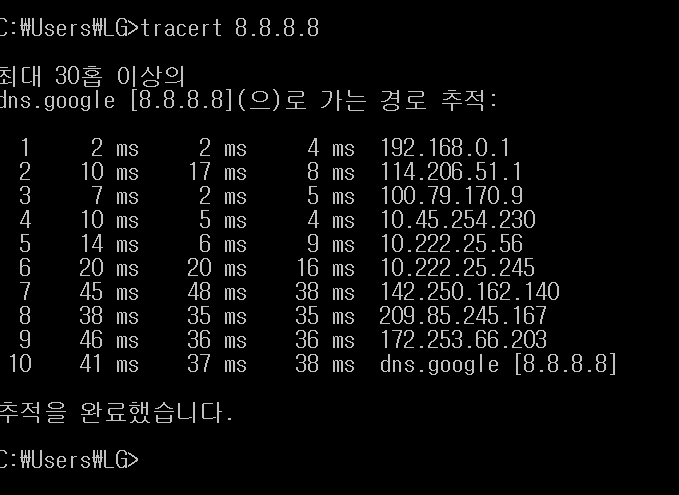 C:₩Users₩LG>tracert 8.8.8.8
최대 30홉 이상의
dns.google [8.8.8.8](으)로 가는 경로 추적:
1 2 ms 2 ms 4 ms 192.168.0.1
2 10 ms 17 ms 8 ms 114.206.51.1
3 7 ms 2 ms 5 ms 100.79.170.9
4 10 ms 5 ms 4 ms 10.45.254.230
5 14 ms 6 ms 9 ms 10.222.25.56
6 20 ms 20 ms 16 ms 10.222.25.245
7 45 ms 48 ms 38 ms 142.250.162.140
8 38 ms 35 ms 35 ms 209.85.245.167
9 46 ms 36 ms 36 ms 172.253.66.203
10 41 ms 37 ms 38 ms dns.google [8.8.8.8]
추적을 완료했습니다.
C:₩Users₩LG>